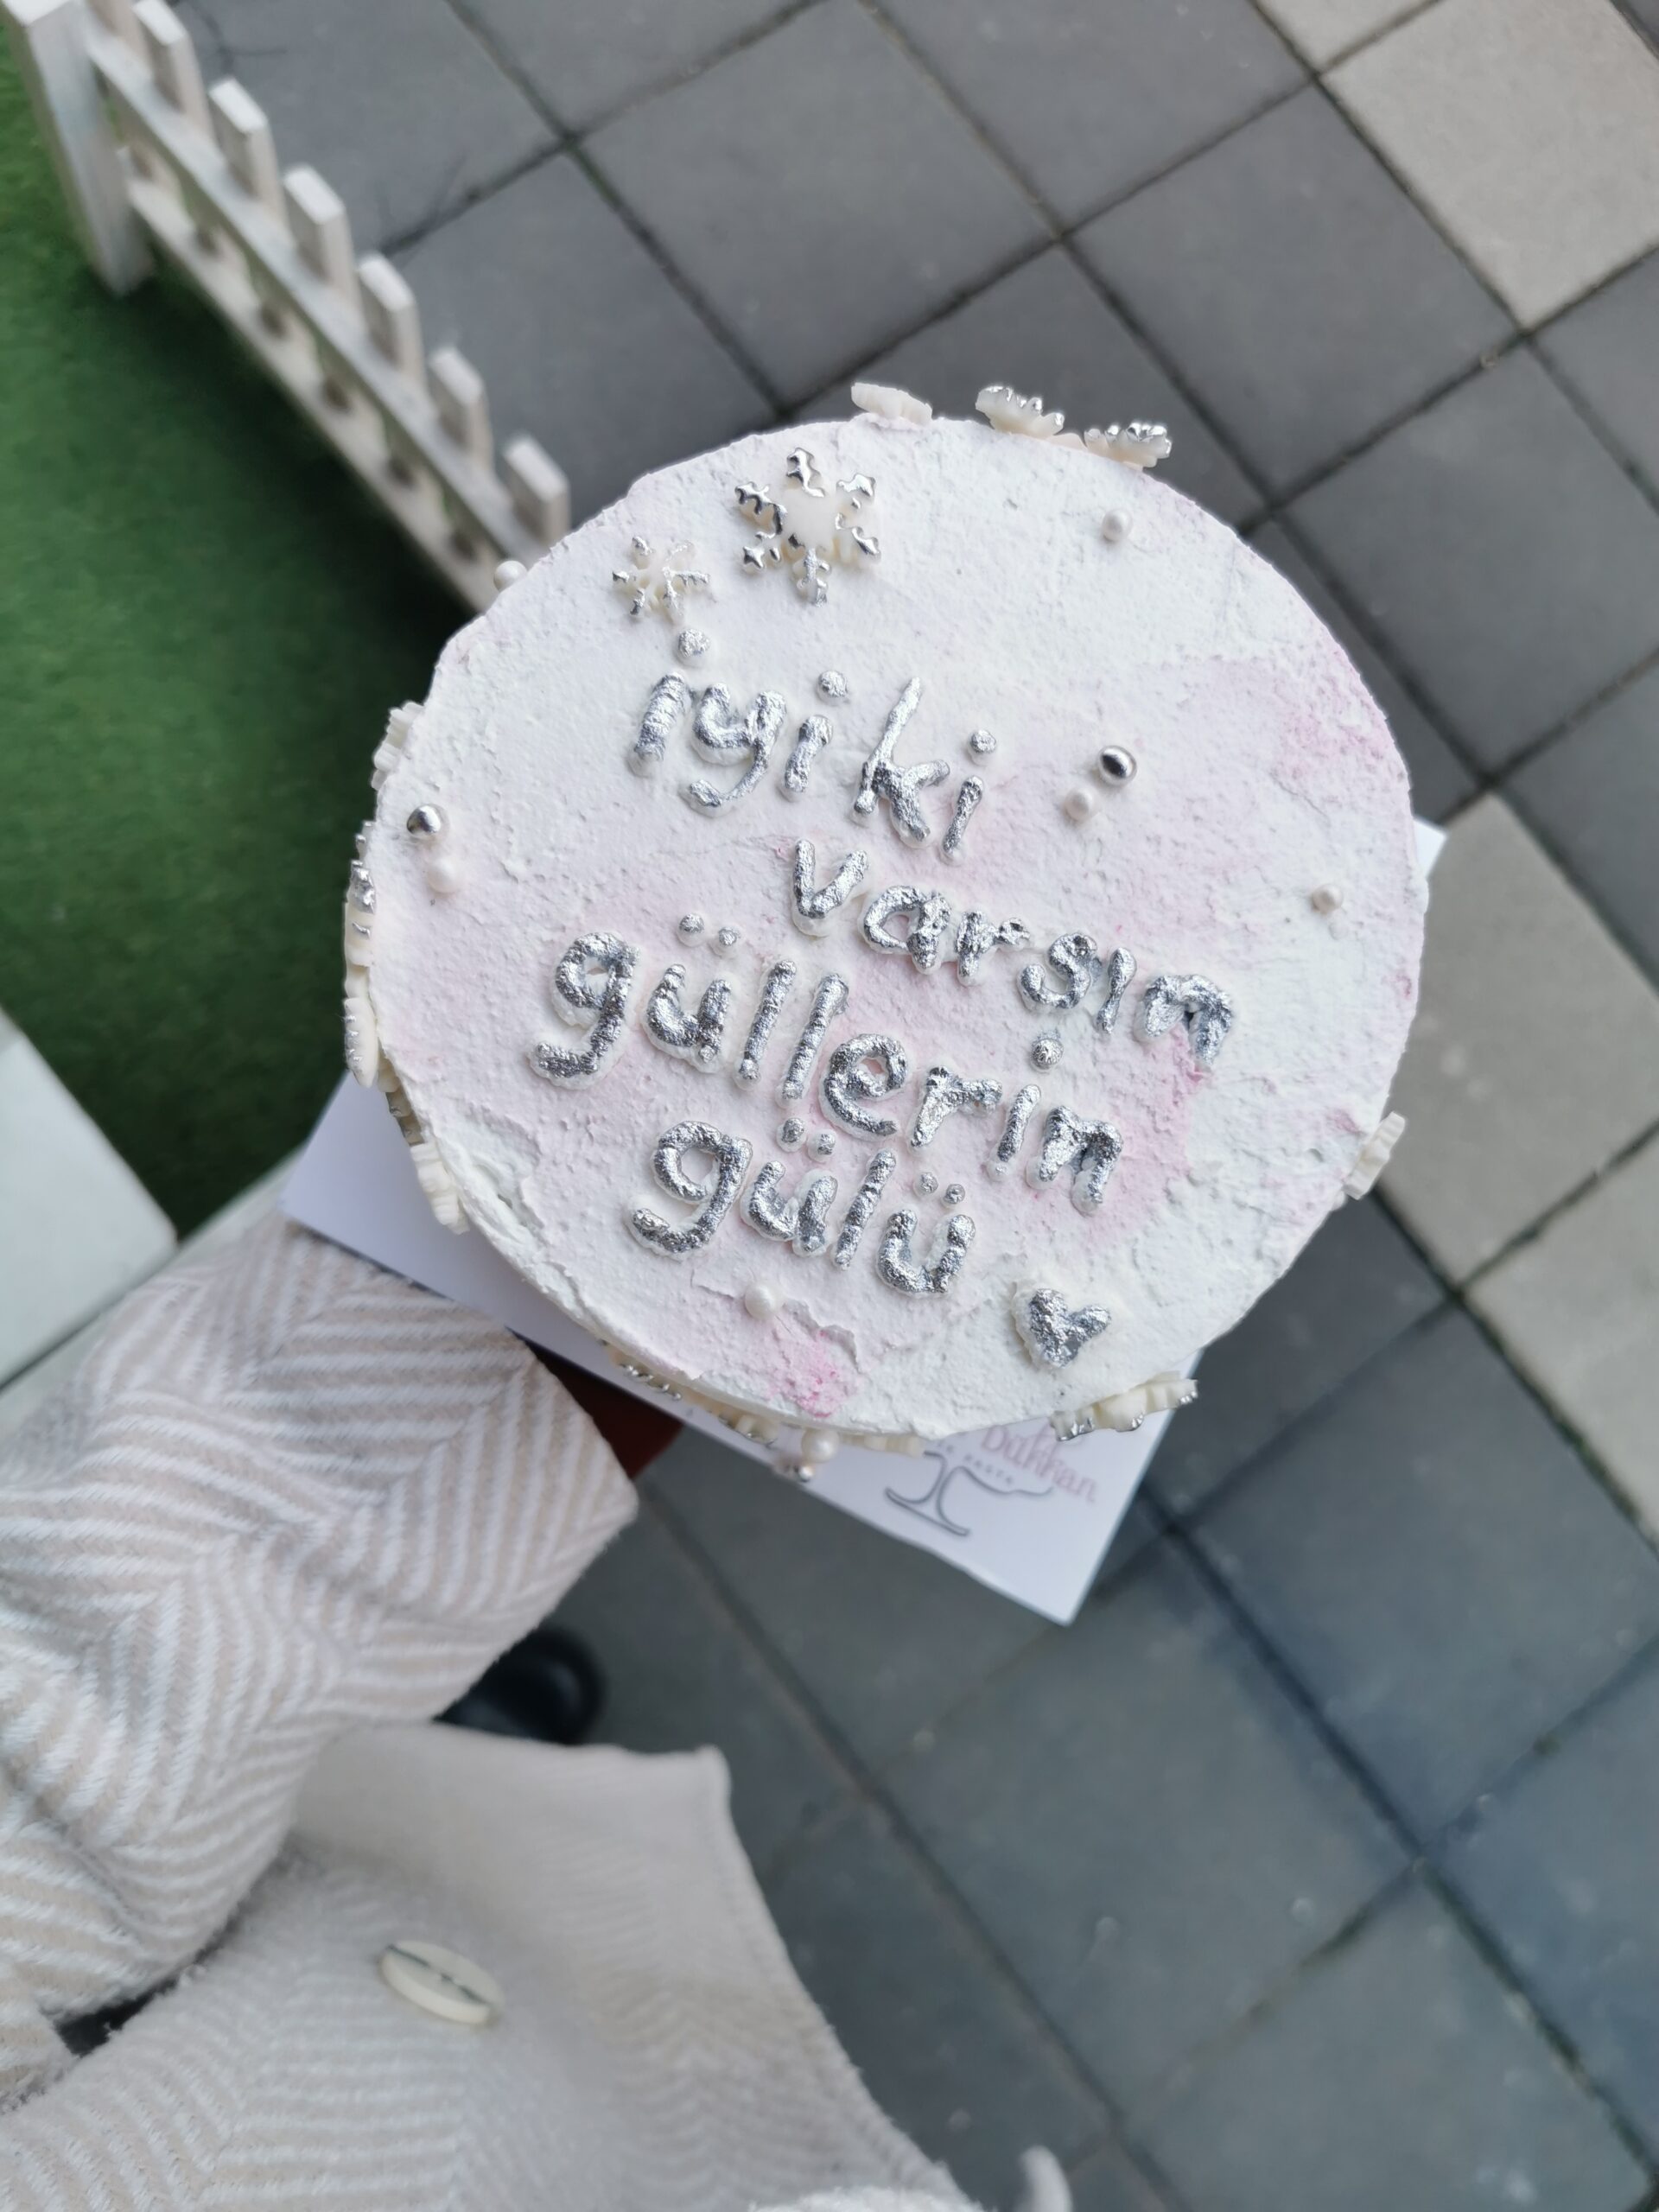 iyi ki
varsın
güllerin
gülü